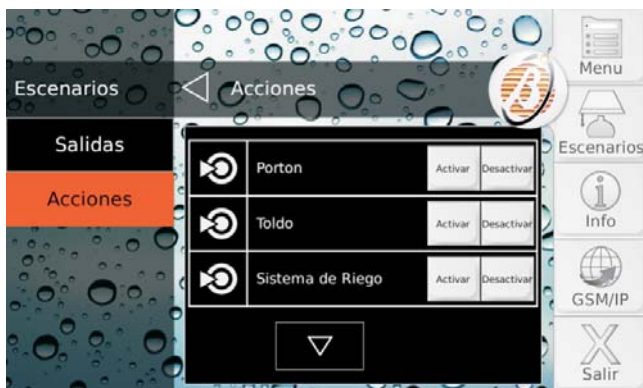 Escenarios
Acciones
Salidas
Acciones
Porton
Activar
Desactivar
Toldo
Activar
Desactivar
Sistema de Riego
Activar
Desactivar
Menu
Escenarios
Info
GSM/IP
Salir